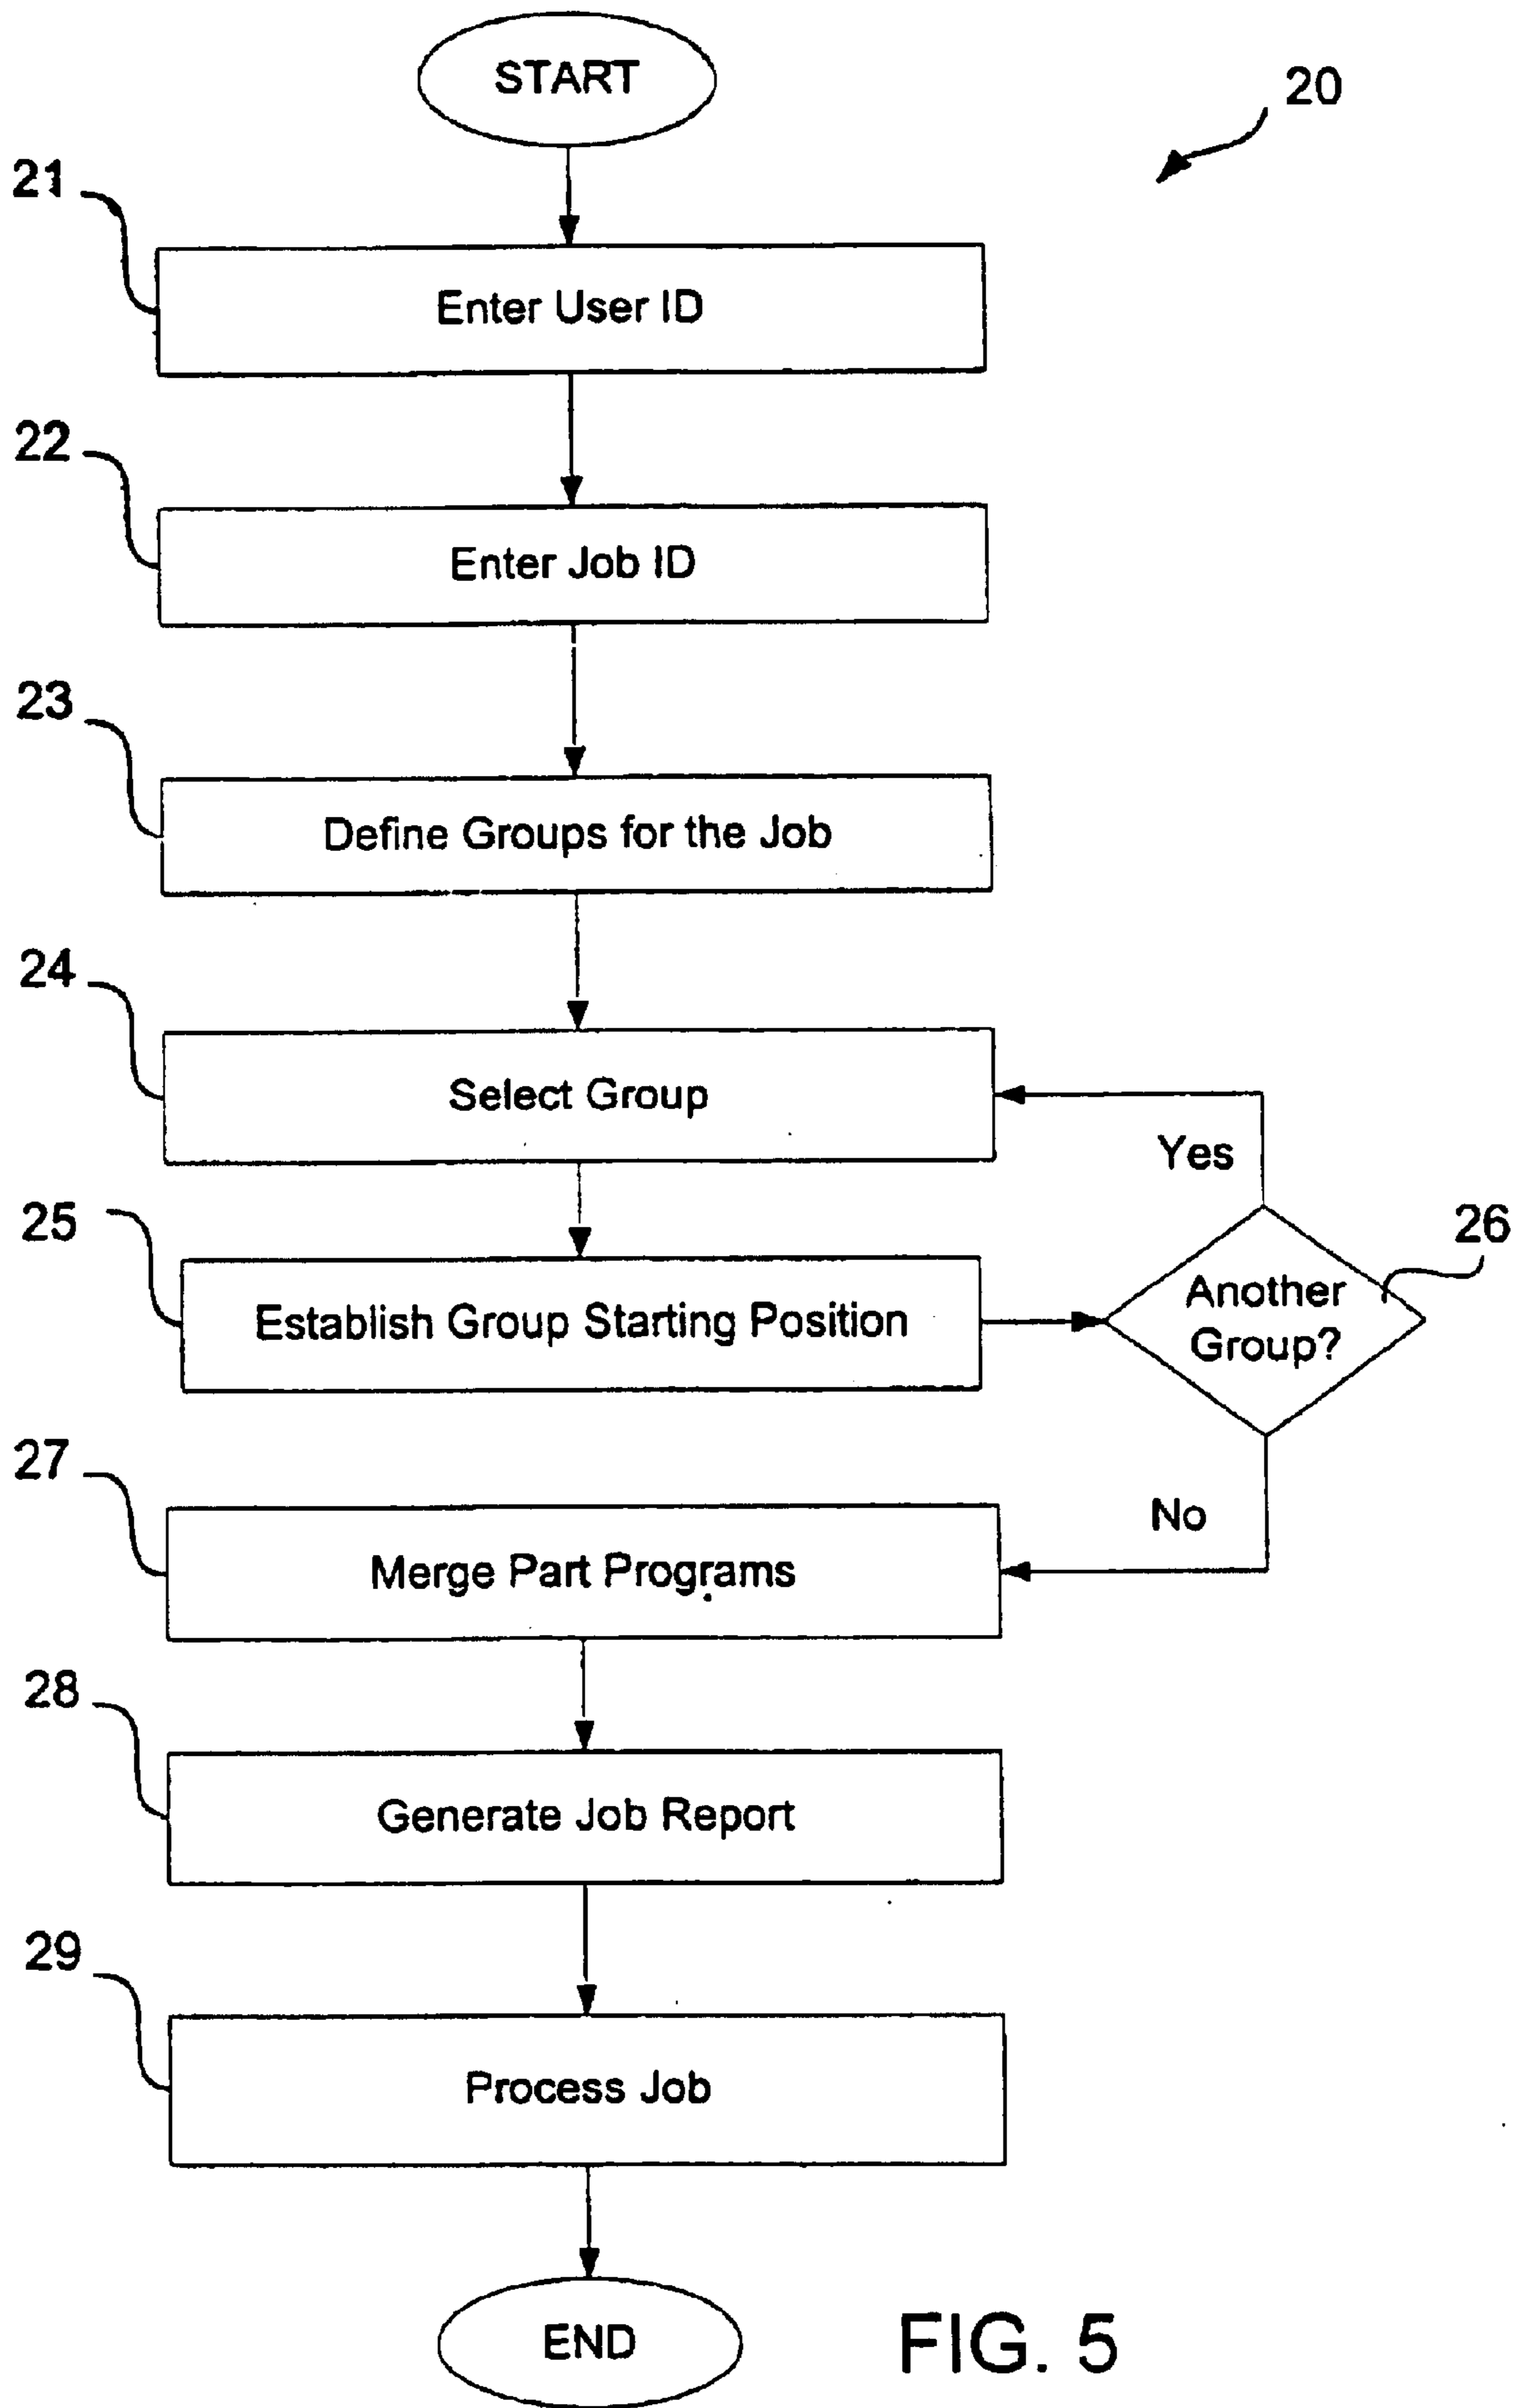 START
20
21
Enter User ID
22
Enter Job ID
23
Define Groups for the Job
24
Select Group
Yes
25
Establish Group Starting Position
26
Another
Group?
27
No
Merge Part Programs
28
Generate Job Report
29
Process Job
END
FIG. 5